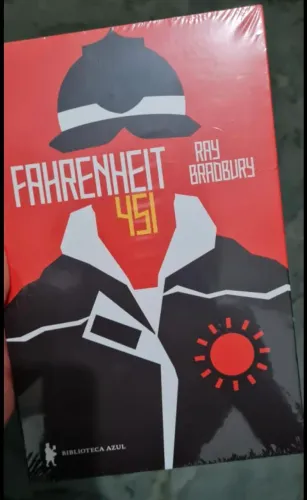 FAHRENHEIT
451
RAY
BRADBURY
BIBLIOTECA AZUL